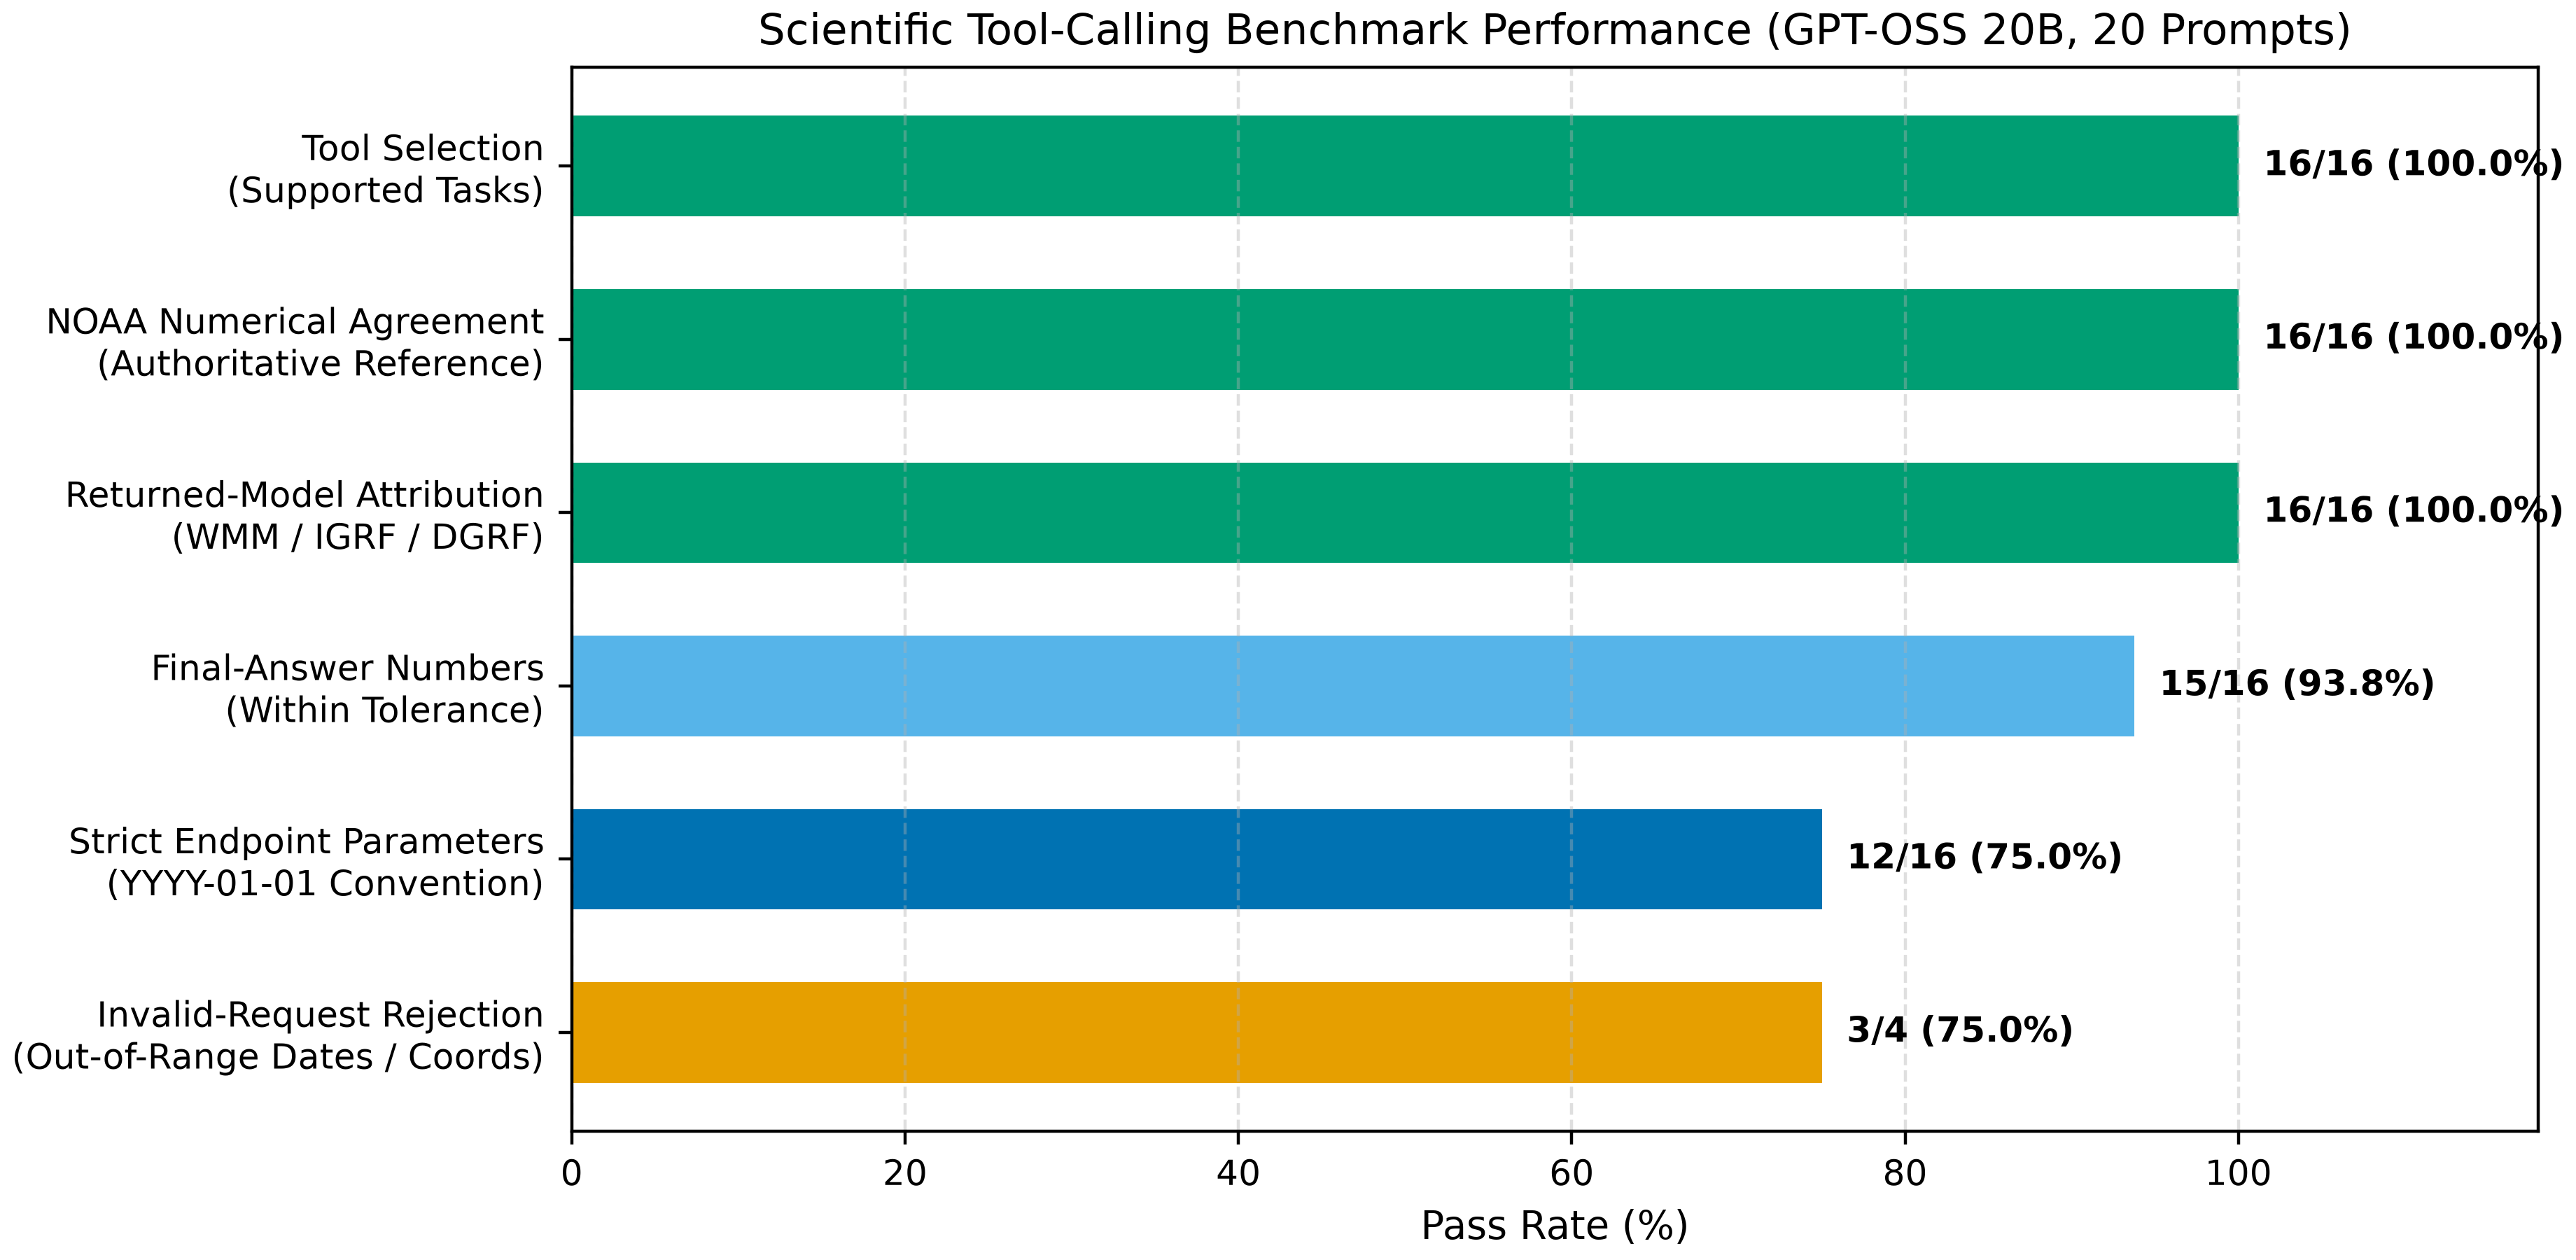 Scientific Tool-Calling Benchmark Performance (GPT-OSS 20B, 20 Prompts)
Tool Selection
(Supported Tasks)
16/16 (100.0%)
NOAA Numerical Agreement
(Authoritative Reference)
16/16 (100.0%)
Returned-Model Attribution
(WMM / IGRF / DGRF)
16/16 (100.0%)
Final-Answer Numbers
(Within Tolerance)
15/16 (93.8%)
Strict Endpoint Parameters
(YYYY-01-01 Convention)
12/16 (75.0%)
Invalid-Request Rejection
(Out-of-Range Dates / Coords)
3/4 (75.0%)
0 20 40 60 80 100
Pass Rate (%)